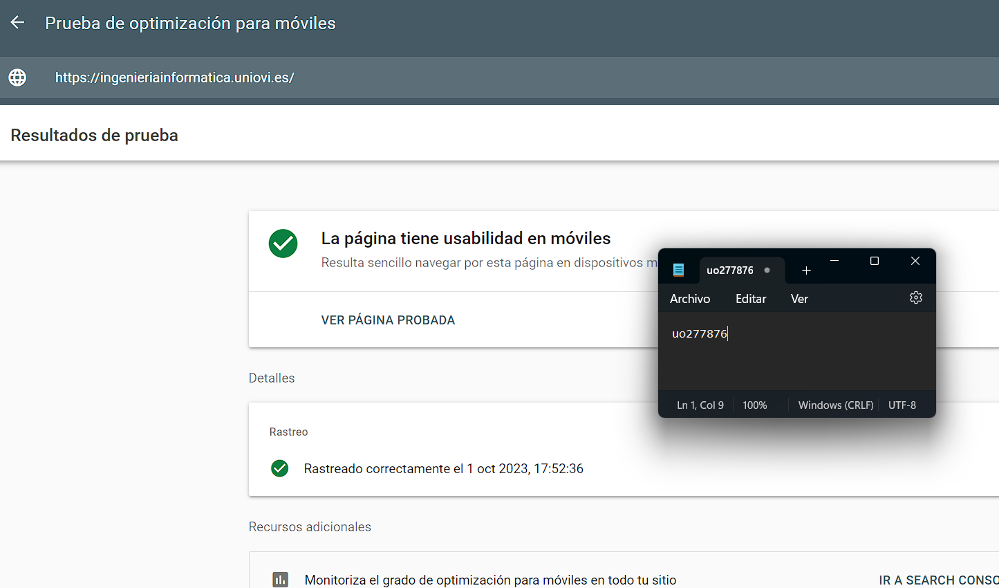 Prueba de optimización para móviles
https://ingenieriainformatica.uniovi.es/
Resultados de prueba
La página tiene usabilidad en móviles
Resulta sencillo navegar por esta página en dispositivos m
VER PÁGINA PROBADA
uo277876
Archivo Editar Ver
uo277876
Ln 1, Col 9 100% Windows (CRLF) UTF-8
Detalles
Rastreo
Rastreado correctamente el 1 oct 2023, 17:52:36
Recursos adicionales
Monitoriza el grado de optimización para móviles en todo tu sitio
IR A SEARCH CONSO